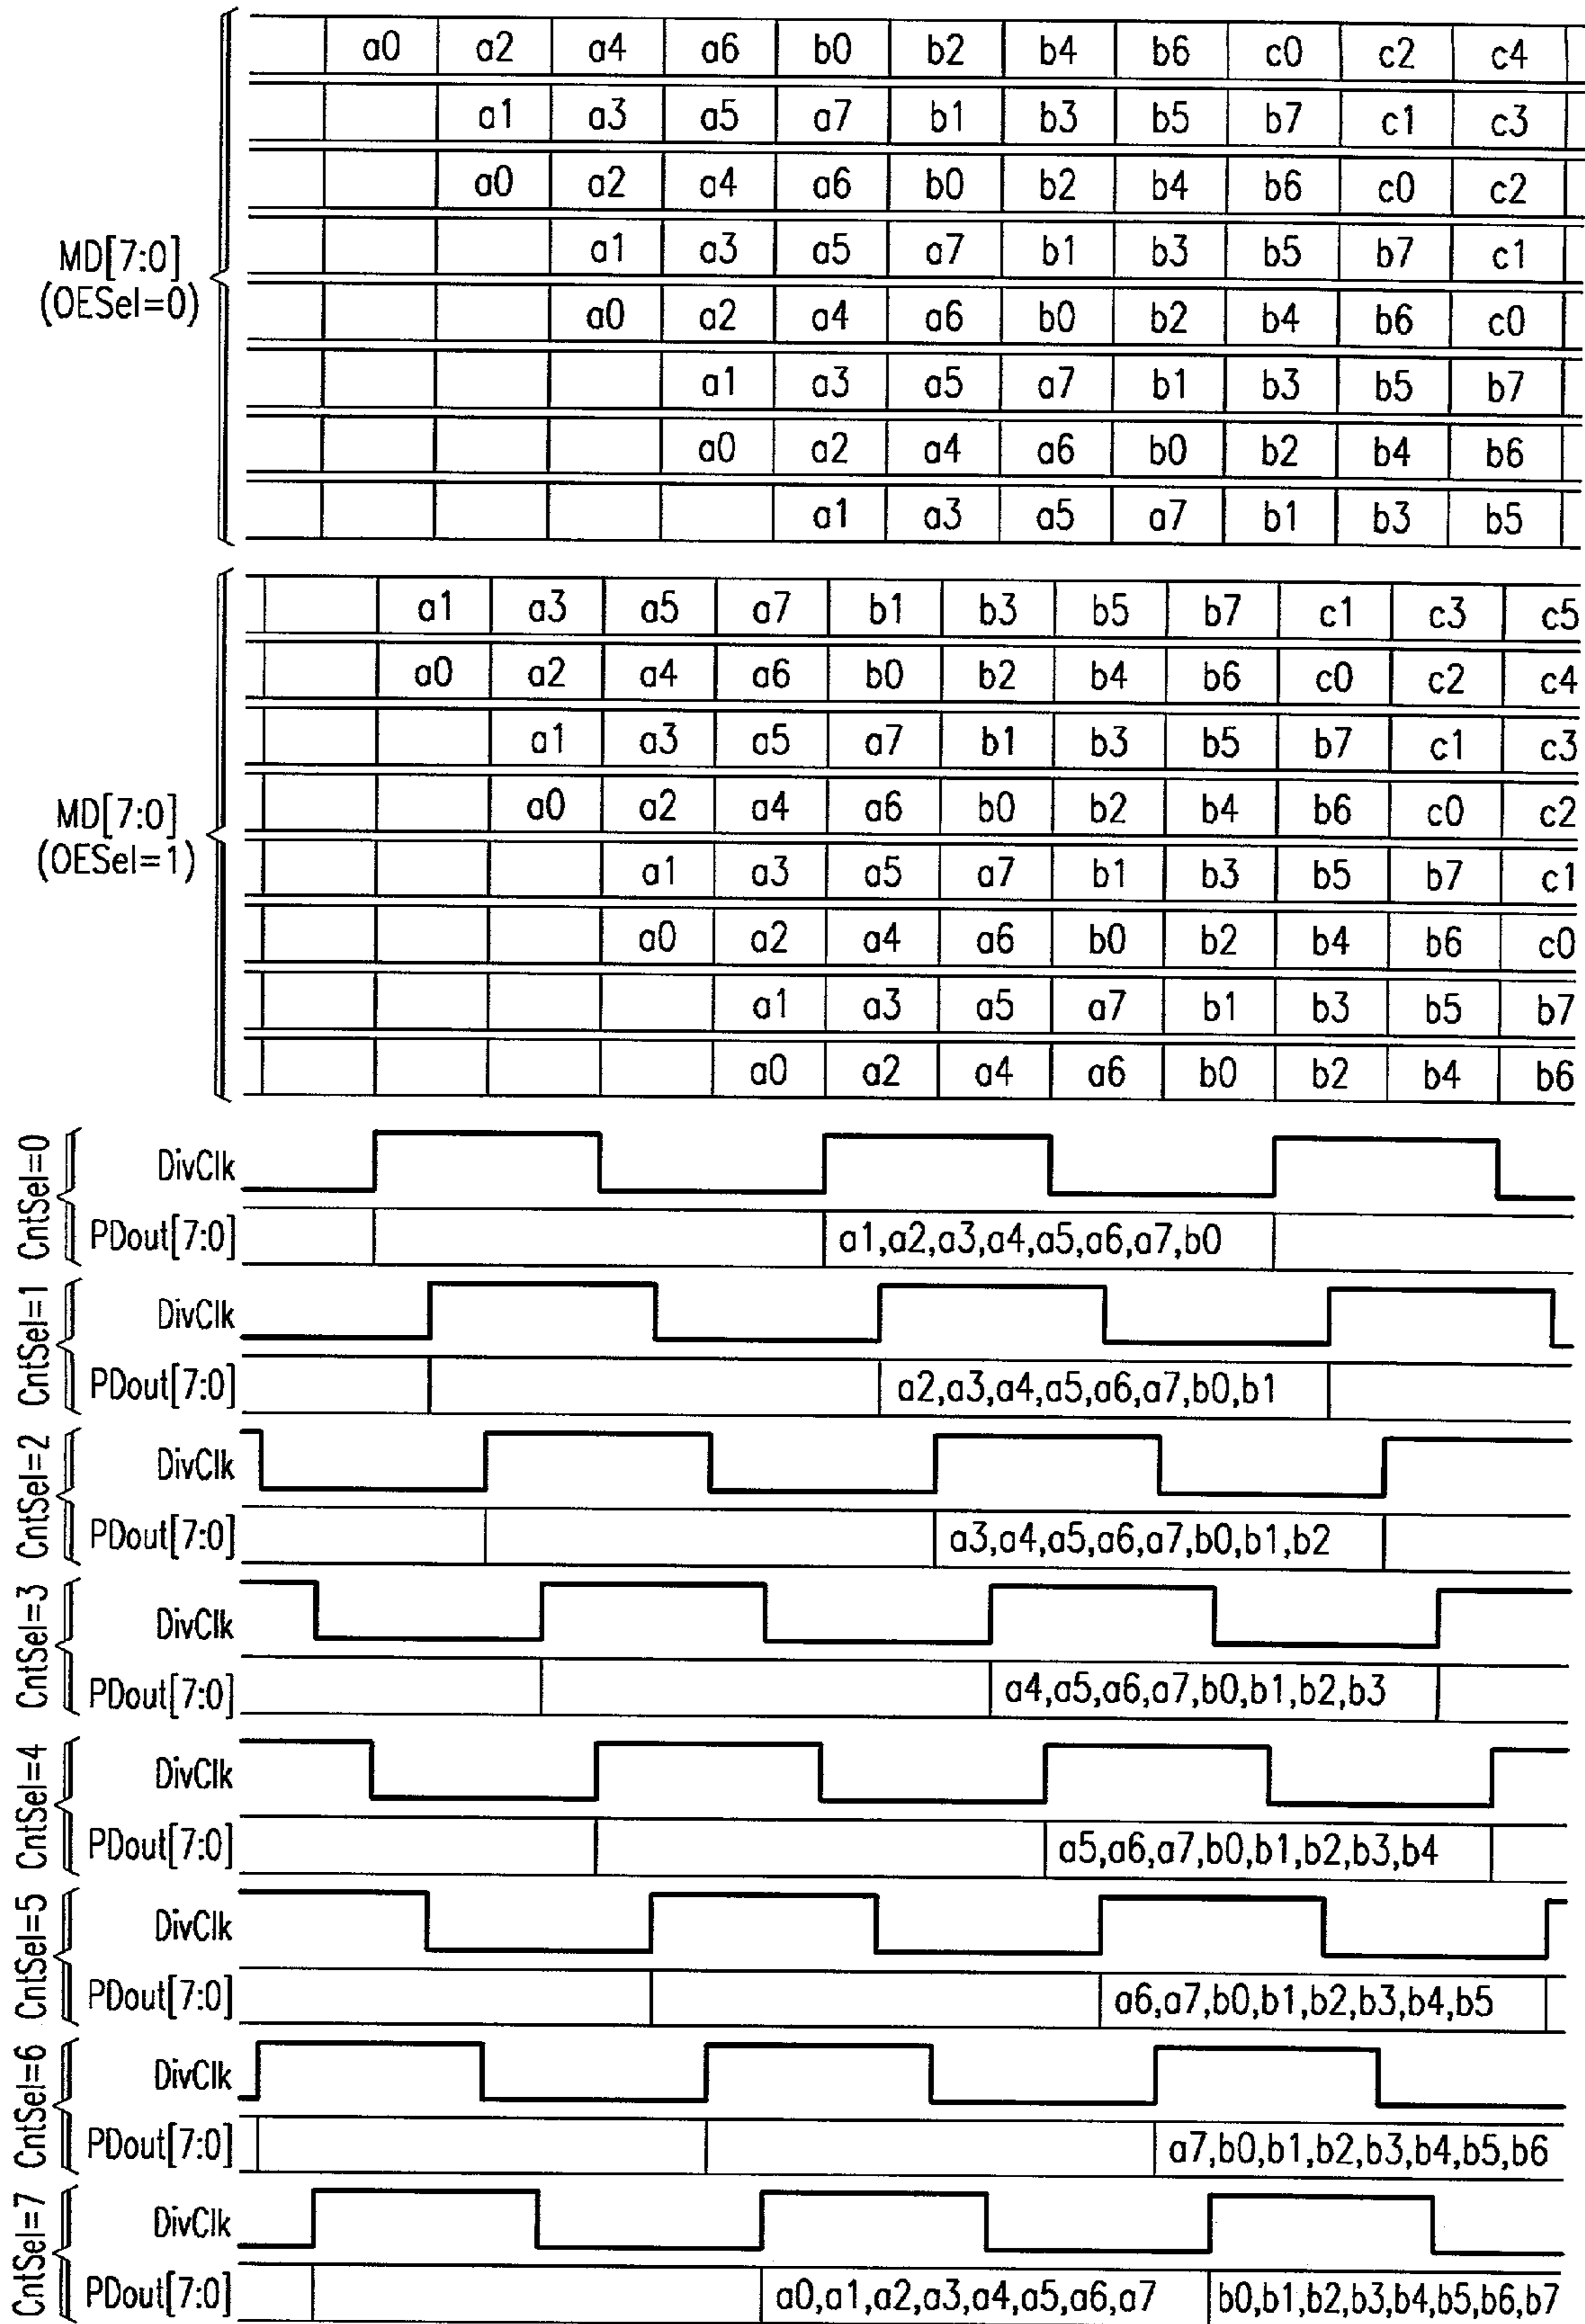 a0 a2 a4 a6 b0 b2 b4 b6 c0 c2 c4
a1 a3 a5 a7 b1 b3 b5 b7 c1 c3
a0 a2 a4 a6 b0 b2 b4 b6 c0 c2
a1 a3 a5 a7 b1 b3 b5 b7 c1
a0 a2 a4 a6 b0 b2 b4 b6 c0
a1 a3 a5 a7 b1 b3 b5 b7
a0 a2 a4 a6 b0 b2 b4 b6
a1 a3 a5 a7 b1 b3 b5
MD[7:0]
(OESel=0)
a1 a3 a5 a7 b1 b3 b5 b7 c1 c3 c5
a0 a2 a4 a6 b0 b2 b4 b6 c0 c2 c4
a1 a3 a5 a7 b1 b3 b5 b7 c1 c3
a0 a2 a4 a6 b0 b2 b4 b6 c0 c2
a1 a3 a5 a7 b1 b3 b5 b7 c1
a0 a2 a4 a6 b0 b2 b4 b6 c0
a1 a3 a5 a7 b1 b3 b5 b7
a0 a2 a4 a6 b0 b2 b4 b6
MD[7:0]
(OESel=1)
CntSel=0
DivClk
PDout[7:0] a1,a2,a3,a4,a5,a6,a7,b0
CntSel=1
DivClk
PDout[7:0] a2,a3,a4,a5,a6,a7,b0,b1
CntSel=2
DivClk
PDout[7:0] a3,a4,a5,a6,a7,b0,b1,b2
CntSel=3
DivClk
PDout[7:0] a4,a5,a6,a7,b0,b1,b2,b3
CntSel=4
DivClk
PDout[7:0] a5,a6,a7,b0,b1,b2,b3,b4
CntSel=5
DivClk
PDout[7:0] a6,a7,b0,b1,b2,b3,b4,b5
CntSel=6
DivClk
PDout[7:0] a7,b0,b1,b2,b3,b4,b5,b6
CntSel=7
DivClk
PDout[7:0] a0,a1,a2,a3,a4,a5,a6,a7 b0,b1,b2,b3,b4,b5,b6,b7